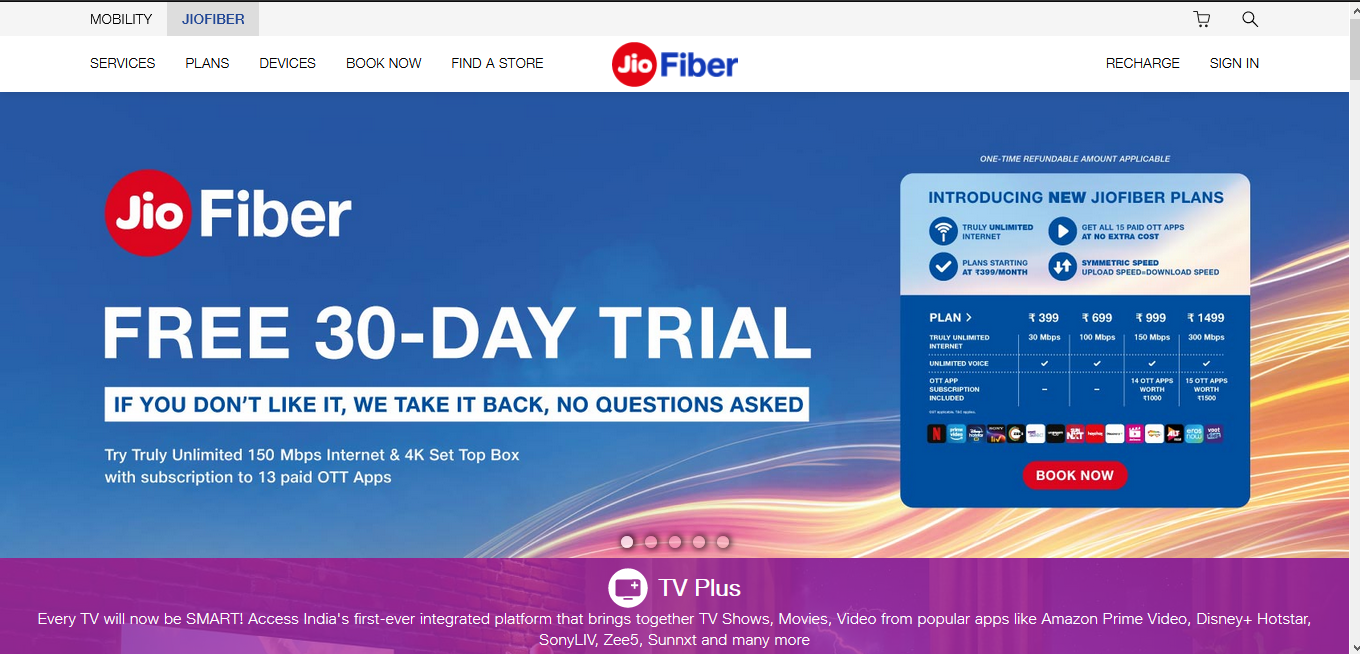 MOBILITY JIOFIBER
SERVICES PLANS DEVICES BOOK NOW FIND A STORE Jio Fiber RECHARGE SIGN IN
Jio Fiber
FREE 30-DAY TRIAL
IF YOU DON'T LIKE IT, WE TAKE IT BACK, NO QUESTIONS ASKED
Try Truly Unlimited 150 Mbps Internet & 4K Set Top Box
with subscription to 13 paid OTT Apps
ONE-TIME REFUNDABLE AMOUNT APPLICABLE
INTRODUCING NEW JIOFIBER PLANS
TRULY UNLIMITED
INTERNET
GET ALL 15 PAID OTT APPS
AT NO EXTRA COST
PLANS STARTING
AT ₹399/MONTH
SYMMETRIC SPEED
UPLOAD SPEED=DOWNLOAD SPEED
PLAN > ₹ 399 ₹ 699 ₹ 999 ₹ 1499
TRULY UNLIMITED
INTERNET
30 Mbps 100 Mbps 150 Mbps 300 Mbps
UNLIMITED VOICE
OTT APP
SUBSCRIPTION
INCLUDED
– –
14 OTT APPS
WORTH
₹1000
15 OTT APPS
WORTH
₹1500
BOOK NOW
TV Plus
Every TV will now be SMART! Access India's first-ever integrated platform that brings together TV Shows, Movies, Video from popular apps like Amazon Prime Video, Disney+ Hotstar,
SonyLIV, Zee5, Sunnxt and many more